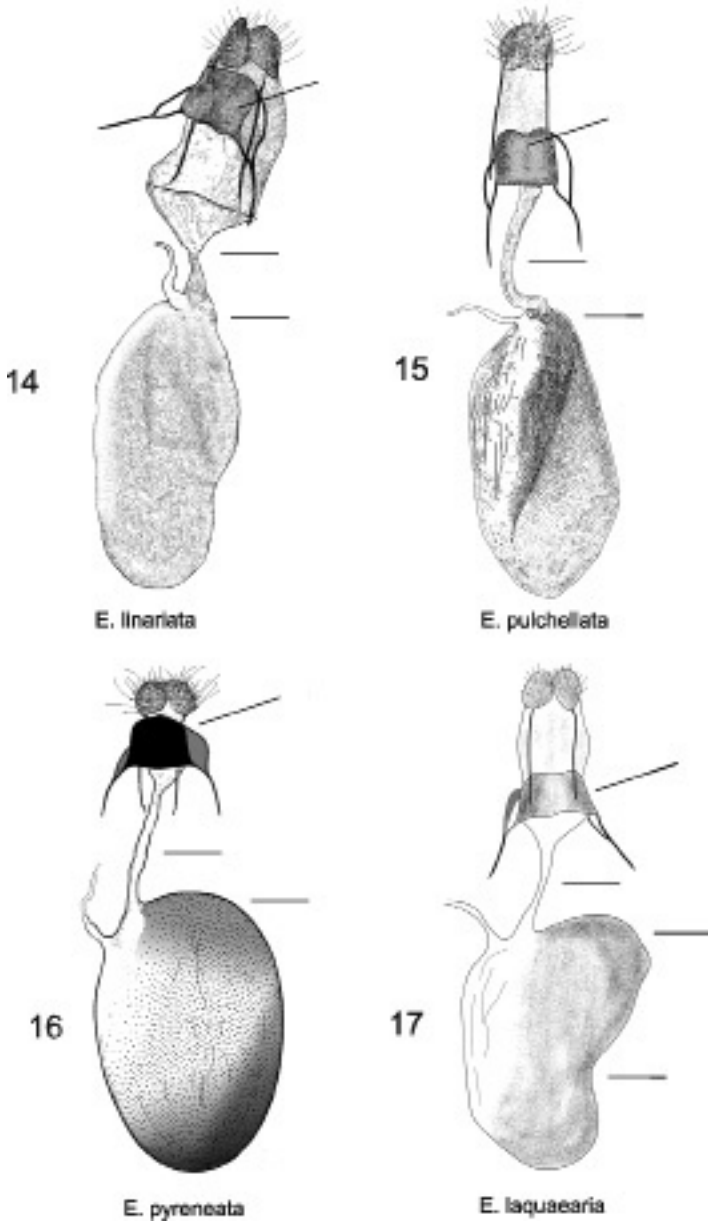 14
15
E. linariata
E. pulchellata
16
17
E. pyreneata
E. laquaearia